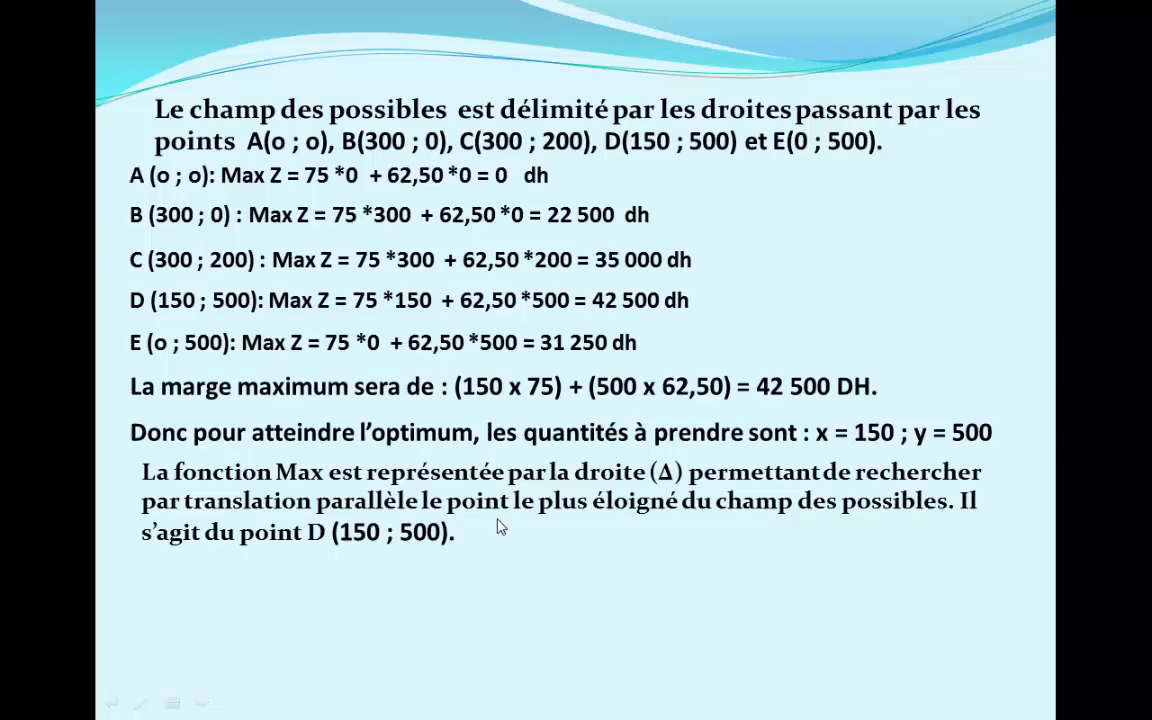 Le champ des possibles est délimité par les droites passant par les
points A(o ; o), B(300 ; 0), C(300 ; 200), D(150 ; 500) et E(0 ; 500).
A (o ; o): Max Z = 75 *0 + 62,50 *0 = 0 dh
B (300 ; 0) : Max Z = 75 *300 + 62,50 *0 = 22 500 dh
C (300 ; 200) : Max Z = 75 *300 + 62,50 *200 = 35 000 dh
D (150 ; 500): Max Z = 75 *150 + 62,50 *500 = 42 500 dh
E (o ; 500): Max Z = 75 *0 + 62,50 *500 = 31 250 dh
La marge maximum sera de : (150 x 75) + (500 x 62,50) = 42 500 DH.
Donc pour atteindre l’optimum, les quantités à prendre sont : x = 150 ; y = 500
La fonction Max est représentée par la droite (Δ) permettant de rechercher
par translation parallèle le point le plus éloigné du champ des possibles. Il
s’agit du point D (150 ; 500).